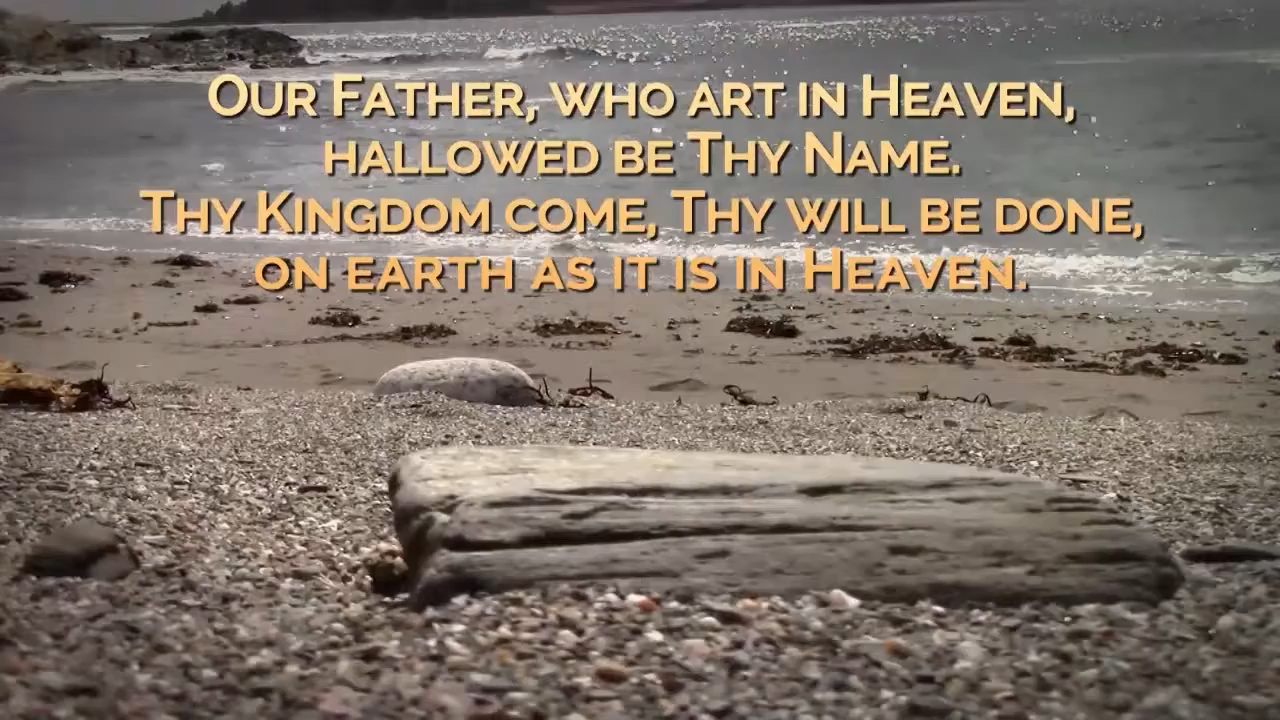 Our Father, who art in Heaven,
hallowed be Thy Name.
Thy Kingdom come, Thy will be done,
on earth as it is in Heaven.